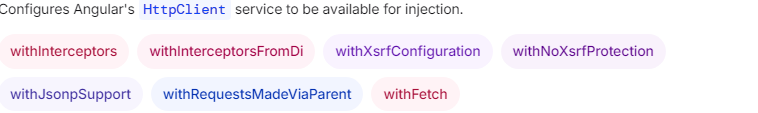 Configures Angular's HttpClient service to be available for injection.
withInterceptors withInterceptorsFromDi withXsrfConfiguration withNoXsrfProtection
withJsonpSupport withRequestsMadeViaParent withFetch